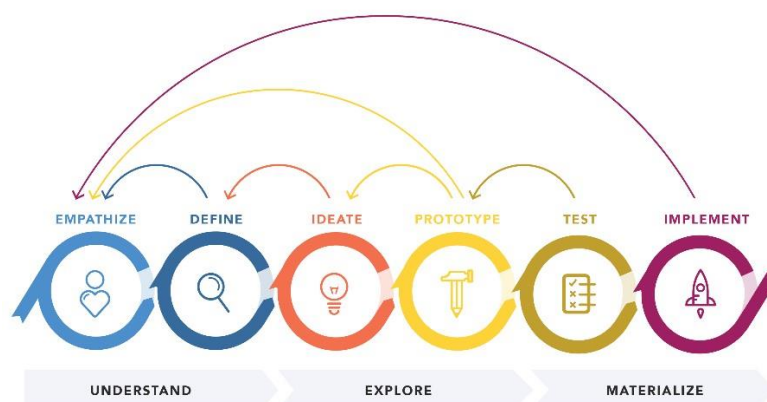 EMPATHIZE DEFINE IDEATE PROTOTYPE TEST IMPLEMENT
UNDERSTAND EXPLORE MATERIALIZE